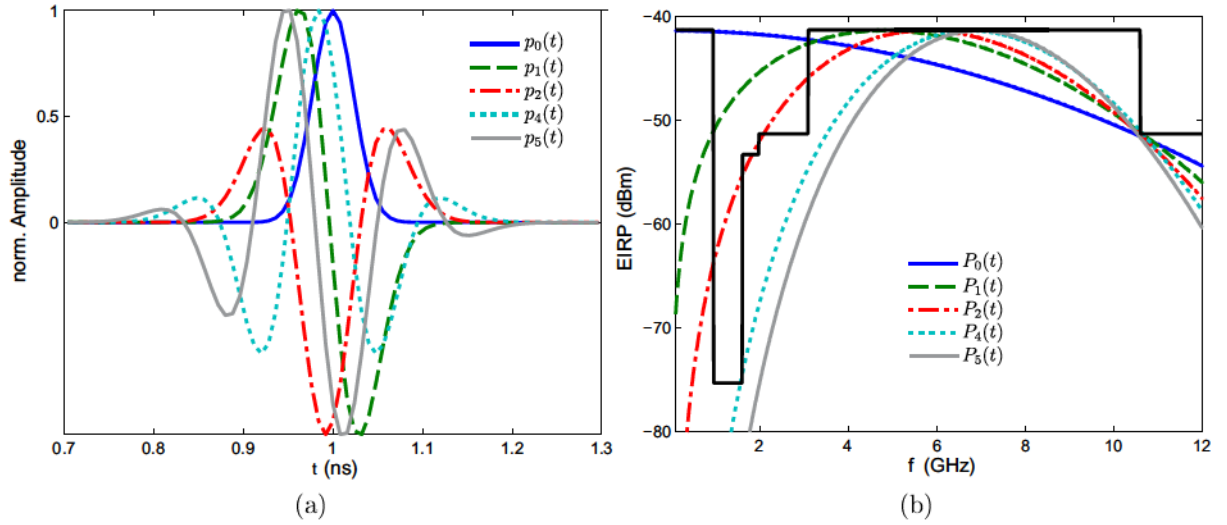 1
0.5
0
norm. Amplitude
p₀(t)
p₁(t)
p₂(t)
p₄(t)
p₅(t)
0.7 0.8 0.9 1 1.1 1.2 1.3
t (ns)
(a)
−40
−50
−60
−70
−80
EIRP (dBm)
P₀(t)
P₁(t)
P₂(t)
P₄(t)
P₅(t)
2 4 6 8 10 12
f (GHz)
(b)